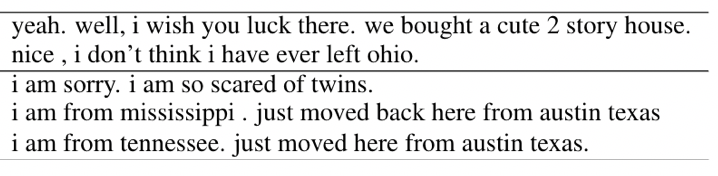 yeah. well, i wish you luck there. we bought a cute 2 story house.
nice , i don't think i have ever left ohio.
i am sorry. i am so scared of twins.
i am from mississippi . just moved back here from austin texas
i am from tennessee. just moved here from austin texas.